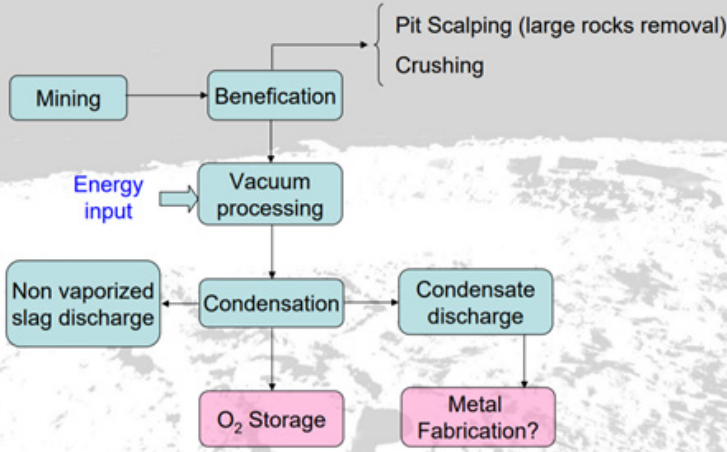 Pit Scalping (large rocks removal)
Crushing
Mining
Benefication
Energy
input
Vacuum
processing
Non vaporized
slag discharge
Condensation
Condensate
discharge
O₂ Storage
Metal
Fabrication?